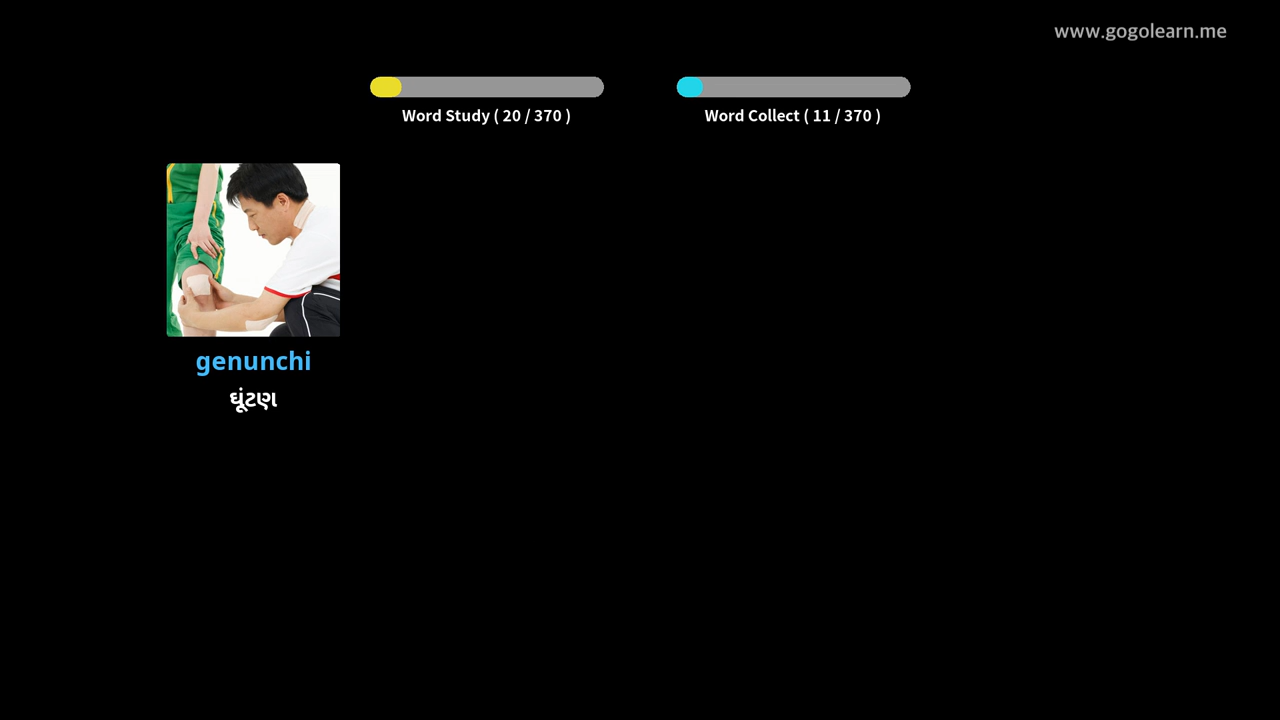 www.gogolearn.me
Word Study ( 20 / 370 )
Word Collect ( 11 / 370 )
genunchi
ઘૂંટણ